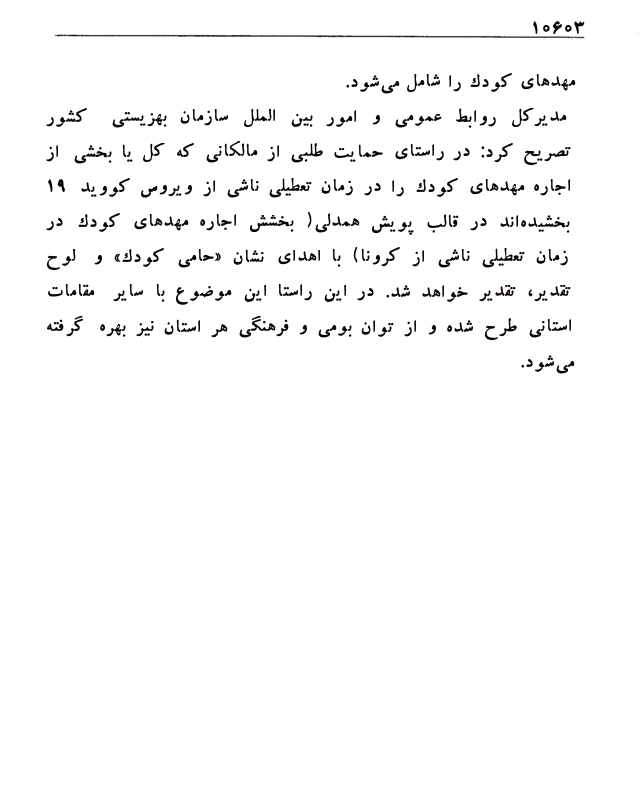 ۱۰۶۰۳
مهدهای کودك را شامل می‌شود.
مدیرکل روابط عمومی و امور بین الملل سازمان بهزیستی کشور
تصریح کرد: در راستای حمایت طلبی از مالکانی که کل یا بخشی از
اجاره مهدهای کودك را در زمان تعطیلی ناشی از ویروس کووید ۱۹
بخشیده‌اند در قالب پویش همدلی( بخشش اجاره مهدهای کودك در
زمان تعطیلی ناشی از کرونا) با اهدای نشان «حامی کودك» و لوح
تقدیر، تقدیر خواهد شد. در این راستا این موضوع با سایر مقامات
استانی طرح شده و از توان بومی و فرهنگی هر استان نیز بهره گرفته
می‌شود.